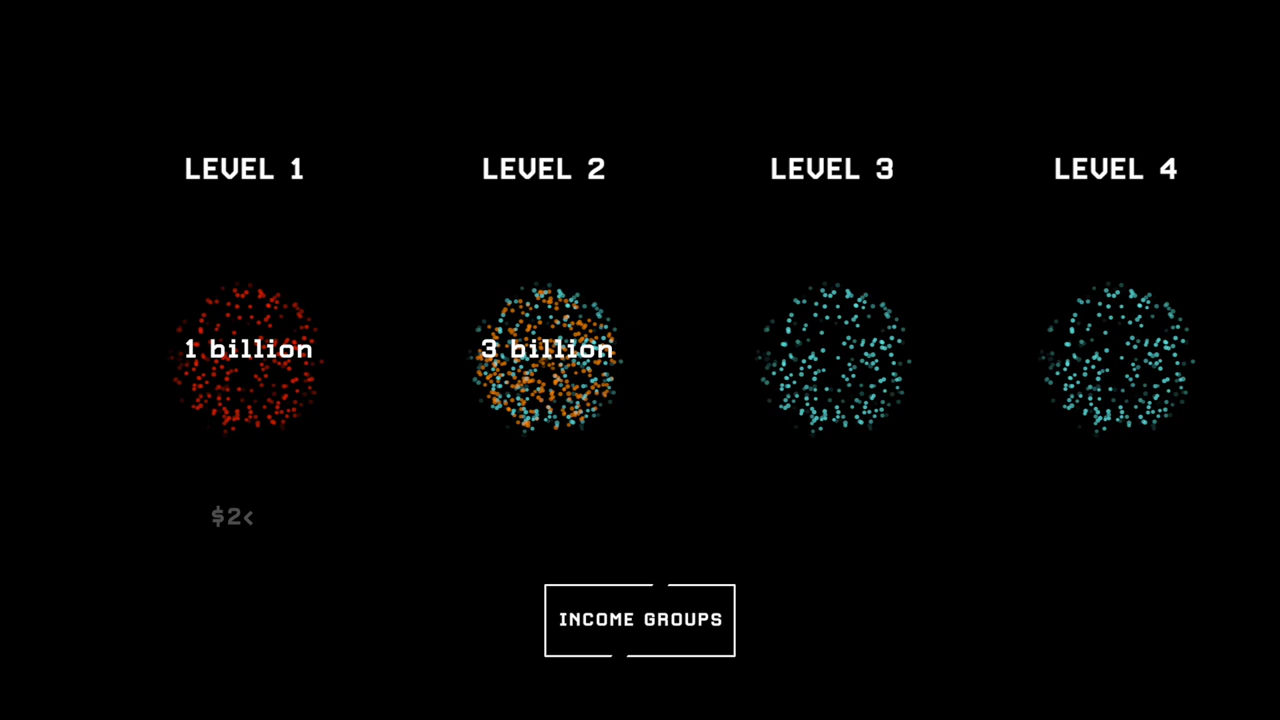 LEVEL 1 LEVEL 2 LEVEL 3 LEVEL 4
1 billion 3 billion
$2<
INCOME GROUPS